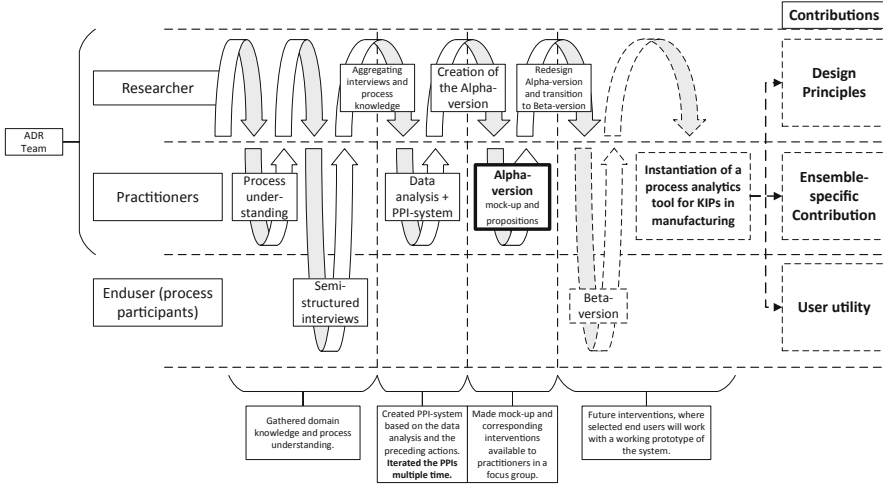 Contributions
Researcher
Aggregating
interviews and
process
knowledge
Creation of
the Alpha-
version
Redesign
Alpha-version
and transition
to Beta-version
Design
Principles
ADR
Team
Practitioners
Process
under-
standing
Data
analysis +
PPI-system
Alpha-
version
mock-up and
propositions
Instantiation of a
process analytics
tool for KIPs in
manufacturing
Ensemble-
specific
Contribution
Enduser (process
participants)
Semi-
structured
interviews
Beta-
version
User utility
Gathered domain
knowledge and process
understanding.
Created PPI-system
based on the data
analysis and the
preceding actions.
Iterated the PPIs
multiple time.
Made mock-up and
corresponding
interventions
available to
practitioners in a
focus group.
Future interventions, where
selected end users will work
with a working prototype of
the system.